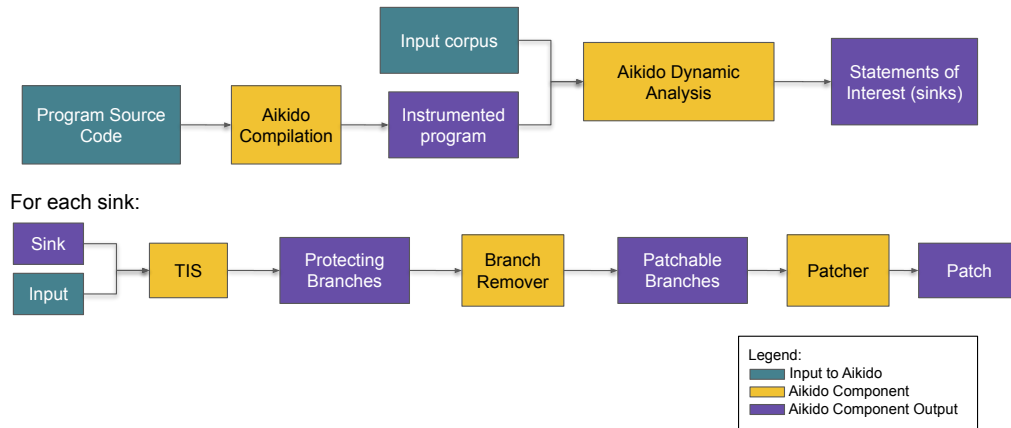 Input corpus
Program Source
Code
Aikido
Compilation
Instrumented
program
Aikido Dynamic
Analysis
Statements of
Interest (sinks)
For each sink:
Sink
Input
TIS
Protecting
Branches
Branch
Remover
Patchable
Branches
Patcher
Patch
Legend:
Input to Aikido
Aikido Component
Aikido Component Output